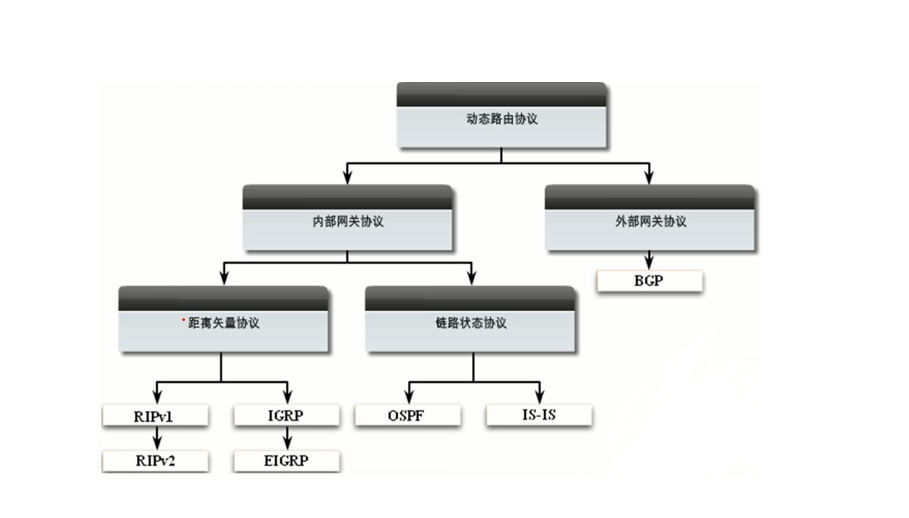 动态路由协议
内部网关协议
外部网关协议
BGP
距离矢量协议
链路状态协议
RIPv1
IGRP
OSPF
IS-IS
RIPv2
EIGRP